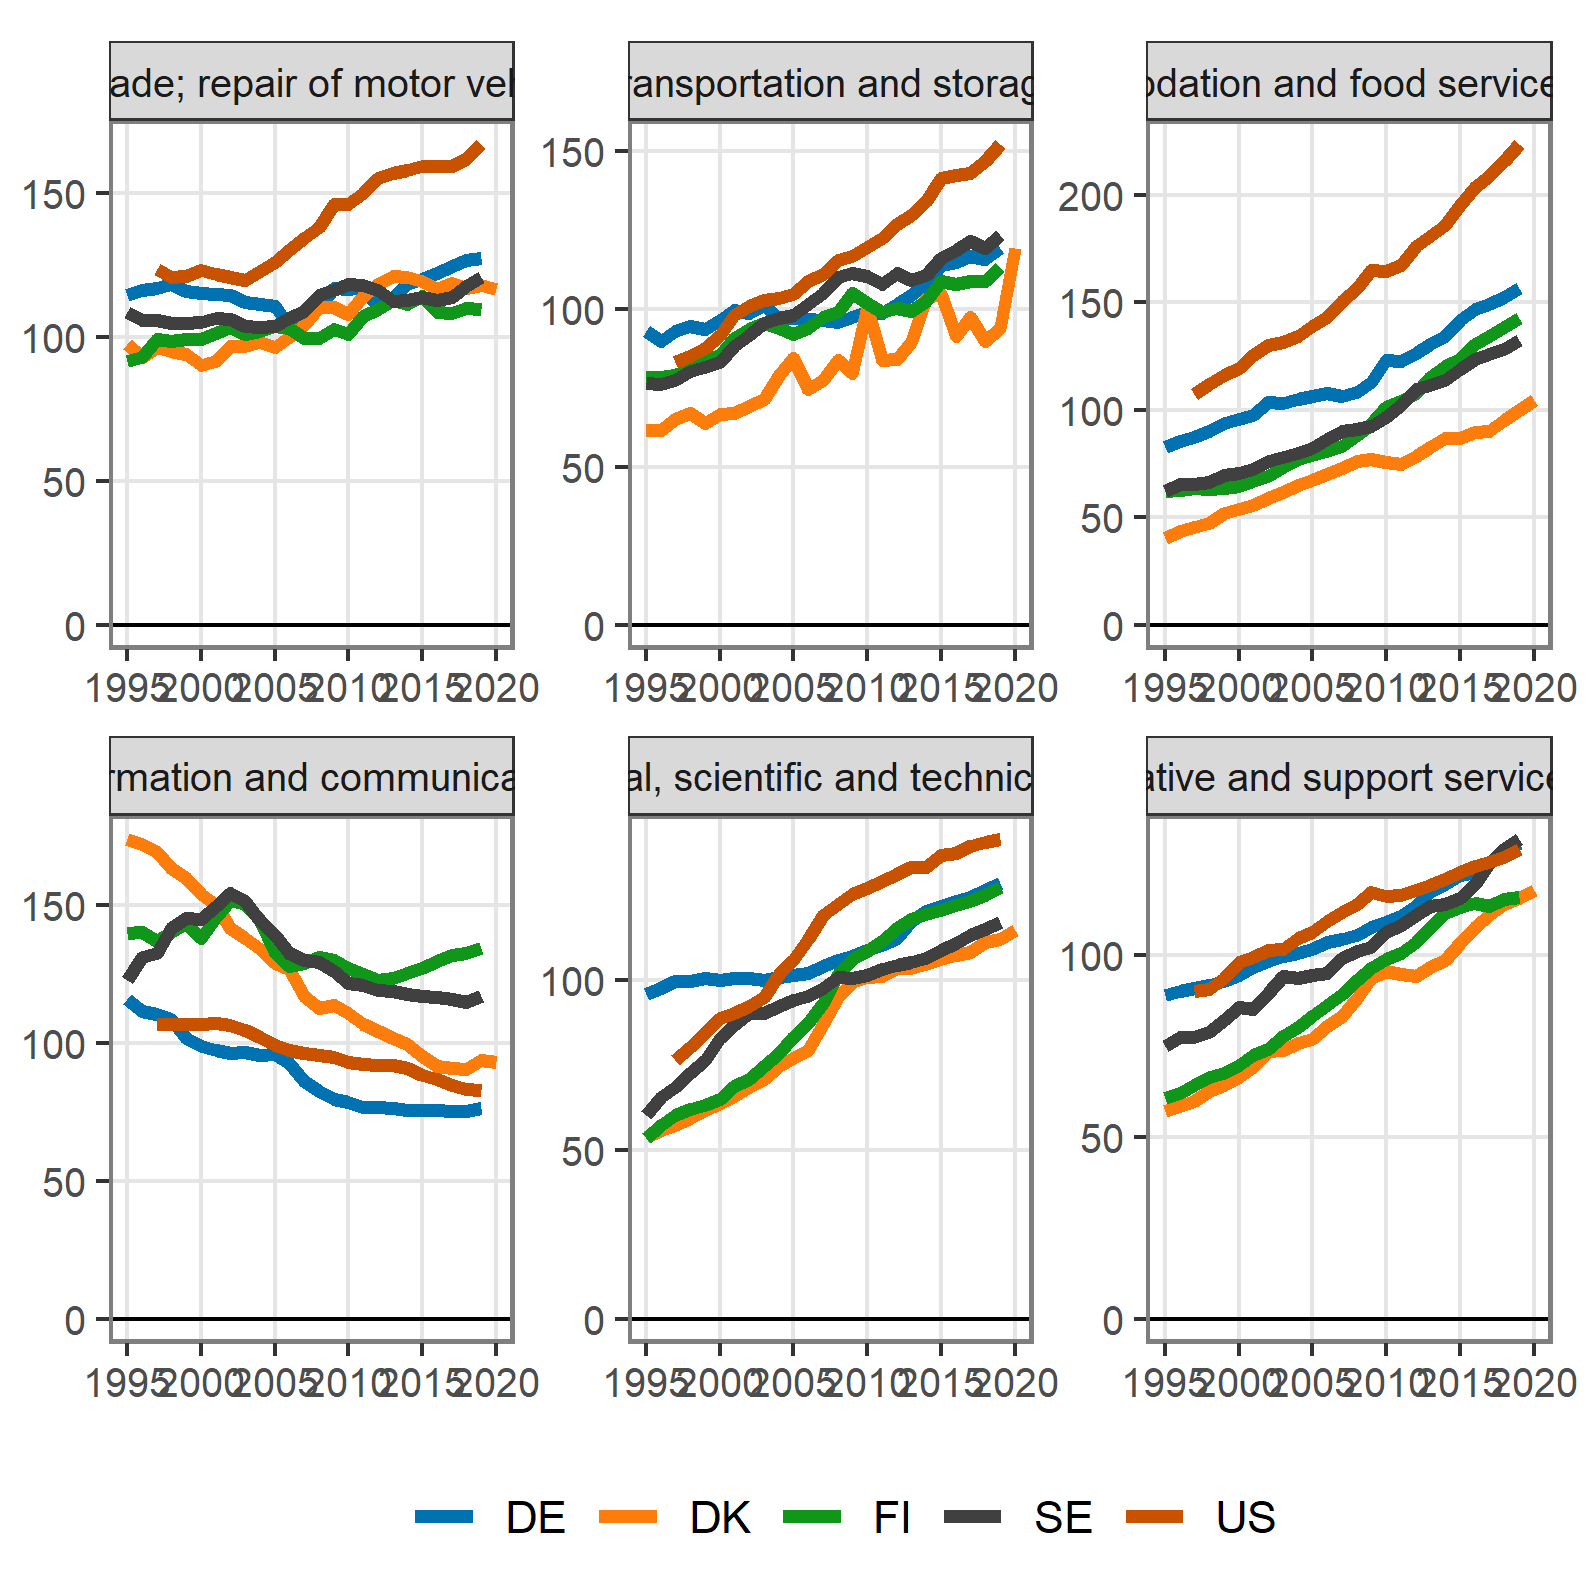 ade; repair of motor veh
ransportation and storag
odation and food service
150
100
50
0
150
100
50
0
200
150
100
50
0
1995 2000 2005 2010 2015 2020
1995 2000 2005 2010 2015 2020
1995 2000 2005 2010 2015 2020
rmation and communica
al, scientific and technic
ative and support service
150
100
50
0
100
50
0
100
50
0
1995 2000 2005 2010 2015 2020
1995 2000 2005 2010 2015 2020
1995 2000 2005 2010 2015 2020
DE DK FI SE US